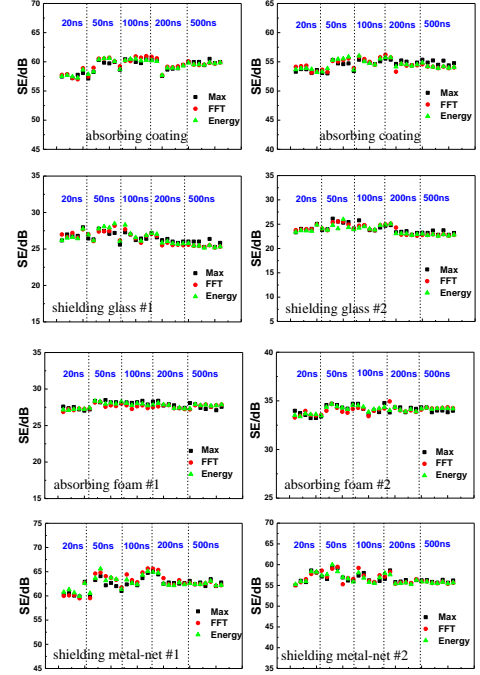 70
65
60
55
50
45
SE/dB
20ns 50ns 100ns 200ns 500ns
Max
FFT
Energy
absorbing coating
65
60
55
50
45
40
SE/dB
20ns 50ns 100ns 200ns 500ns
Max
FFT
Energy
absorbing coating
35
30
25
20
15
SE/dB
20ns 50ns 100ns 200ns 500ns
Max
FFT
Energy
shielding glass #1
35
30
25
20
15
10
5
SE/dB
20ns 50ns 100ns 200ns 500ns
Max
FFT
Energy
shielding glass #2
35
30
25
20
15
SE/dB
20ns 50ns 100ns 200ns 500ns
Max
FFT
Energy
absorbing foam #1
40
35
30
25
SE/dB
20ns 50ns 100ns 200ns 500ns
Max
FFT
Energy
absorbing foam #2
75
70
65
60
55
50
45
SE/dB
20ns 50ns 100ns 200ns 500ns
Max
FFT
Energy
shielding metal-net #1
70
65
60
55
50
45
40
35
SE/dB
20ns 50ns 100ns 200ns 500ns
Max
FFT
Energy
shielding metal-net #2